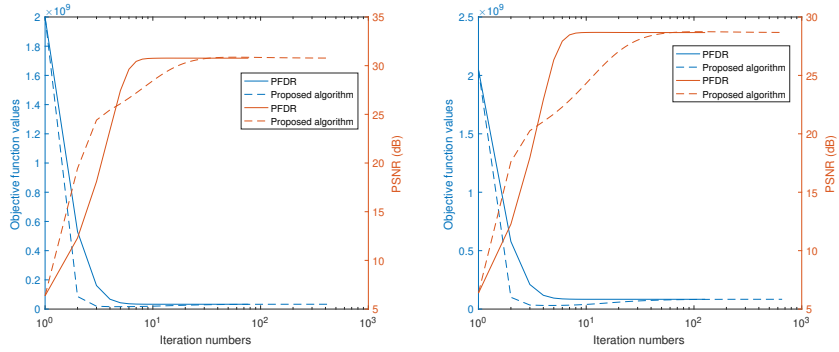 ×10⁹
2
1.8
1.6
1.4
1.2
1
0.8
0.6
0.4
0.2
0
Objective function values
35
30
25
20
15
10
5
PSNR (dB)
PFDR
Proposed algorithm
PFDR
Proposed algorithm
10⁰ 10¹ 10² 10³
Iteration numbers
×10⁹
2.5
2
1.5
1
0.5
0
Objective function values
30
25
20
15
10
5
PSNR (dB)
PFDR
Proposed algorithm
PFDR
Proposed algorithm
10⁰ 10¹ 10² 10³
Iteration numbers